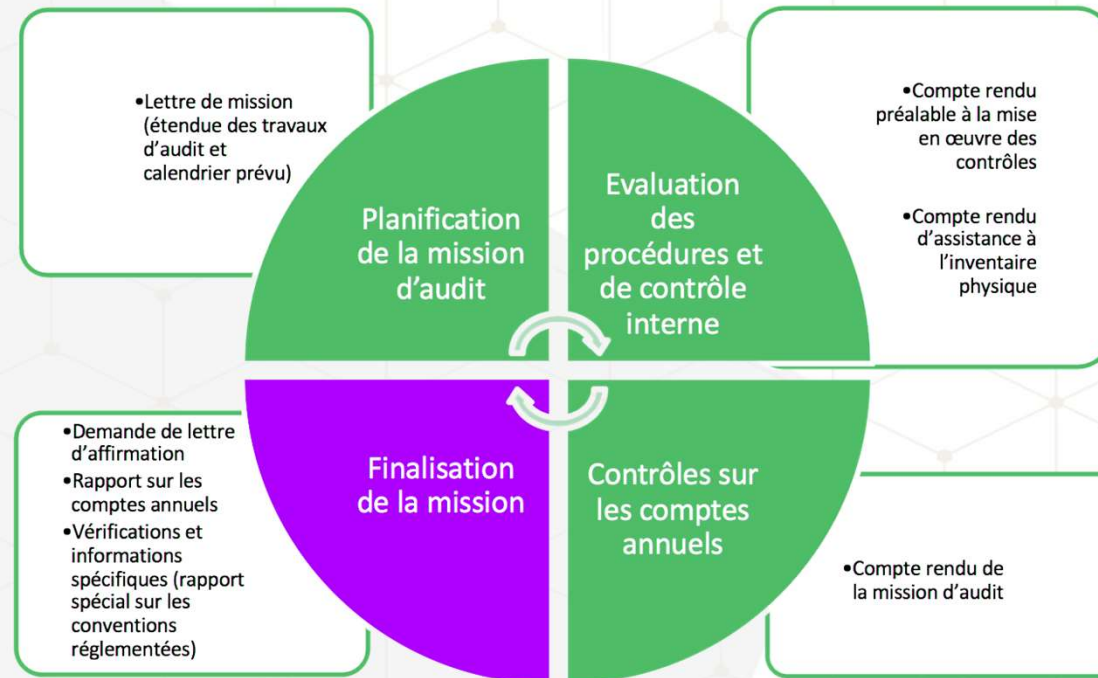 •Lettre de mission
(étendue des travaux
d’audit et
calendrier prévu)
Planification
de la mission
d’audit
Evaluation
des
procédures et
de contrôle
interne
•Compte rendu
préalable à la mise
en œuvre des
contrôles
•Compte rendu
d’assistance à
l’inventaire
physique
•Demande de lettre
d’affirmation
•Rapport sur les
comptes annuels
•Vérifications et
informations
spécifiques (rapport
spécial sur les
conventions
réglementées)
Finalisation
de la mission
Contrôles sur
les comptes
annuels
•Compte rendu de
la mission d’audit